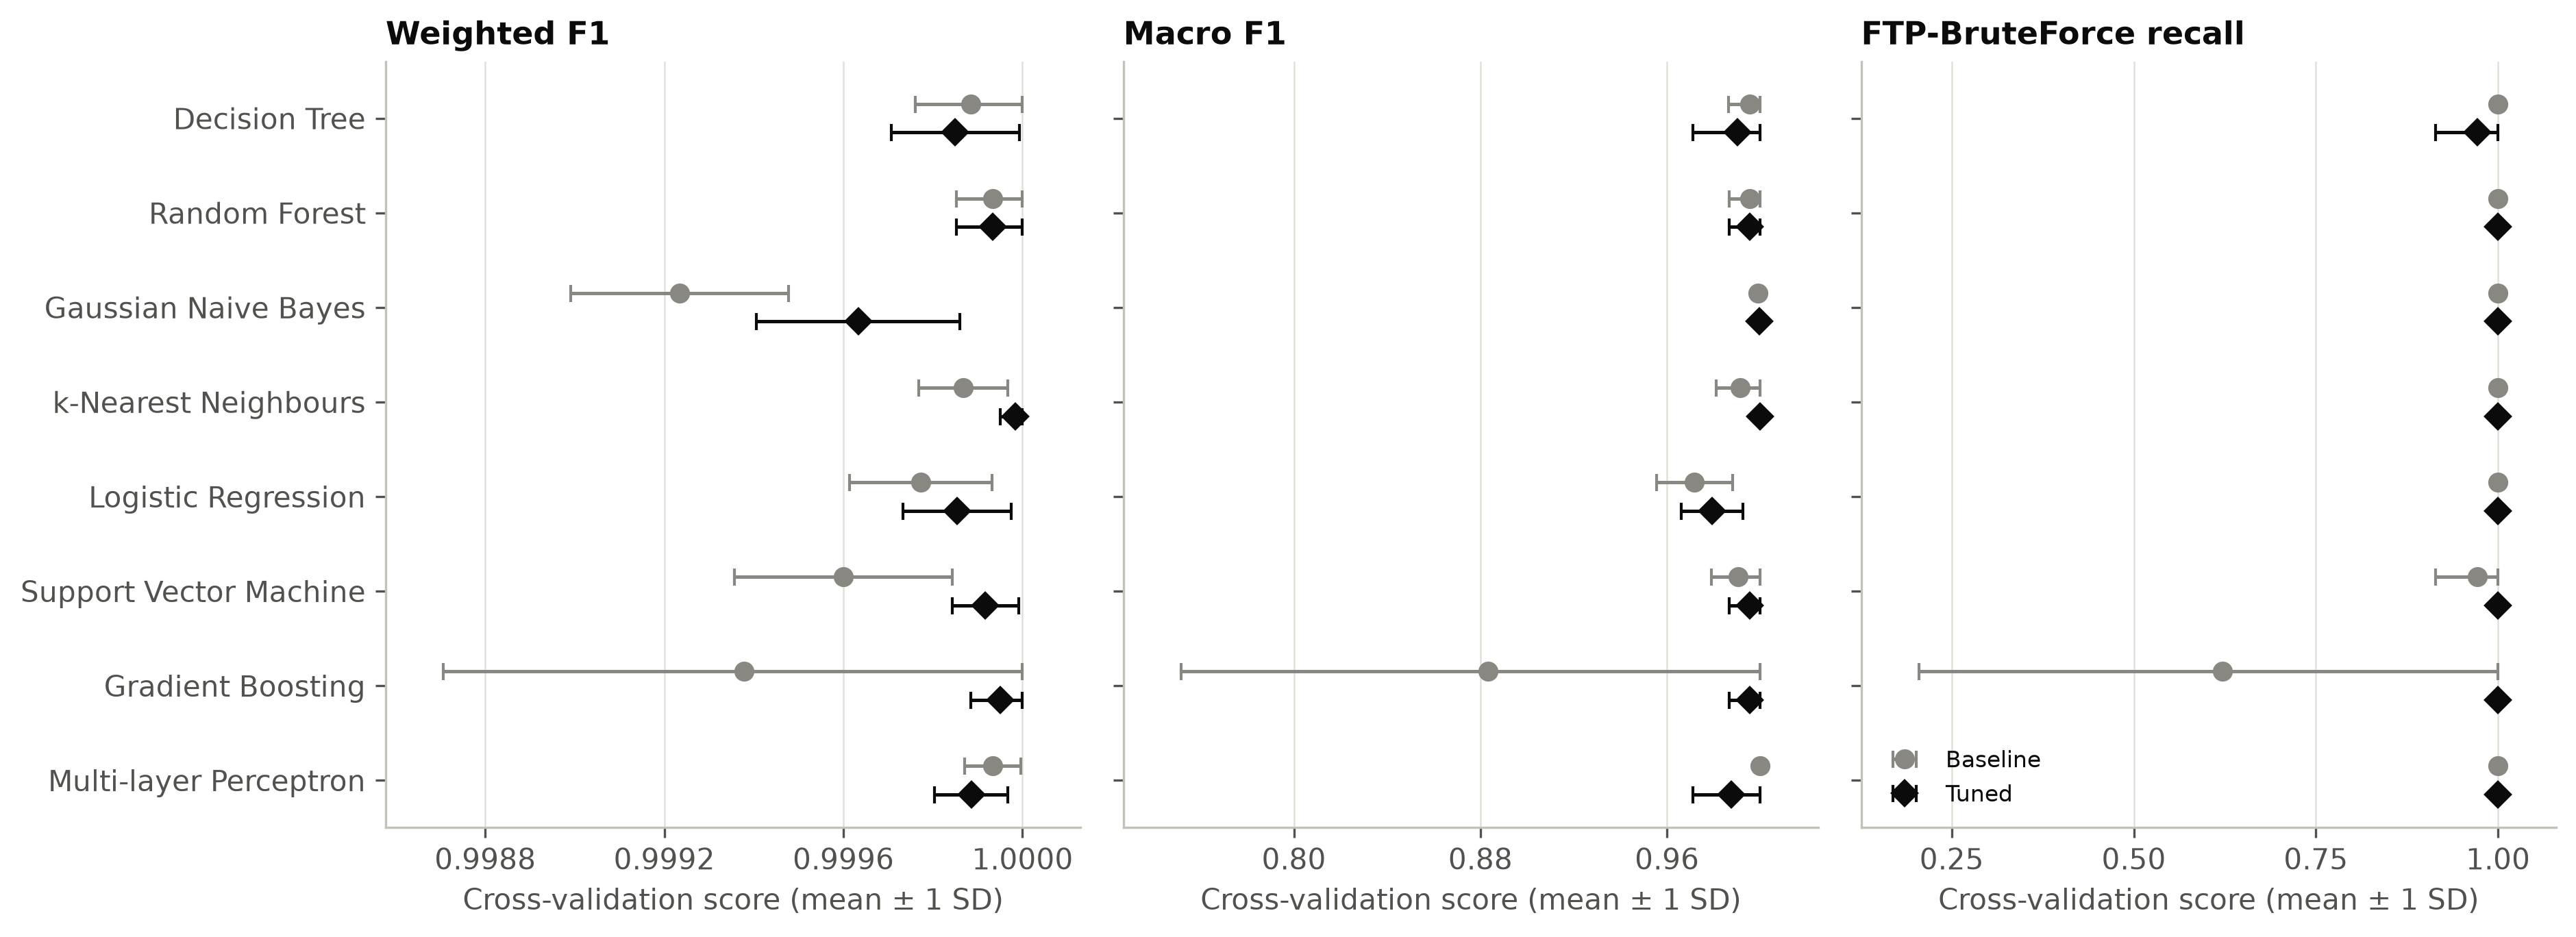 Weighted F1
Macro F1
FTP-BruteForce recall
Decision Tree
Random Forest
Gaussian Naive Bayes
k-Nearest Neighbours
Logistic Regression
Support Vector Machine
Gradient Boosting
Multi-layer Perceptron
Baseline
Tuned
0.9988 0.9992 0.9996 1.0000
0.80 0.88 0.96
0.25 0.50 0.75 1.00
Cross-validation score (mean ± 1 SD)
Cross-validation score (mean ± 1 SD)
Cross-validation score (mean ± 1 SD)